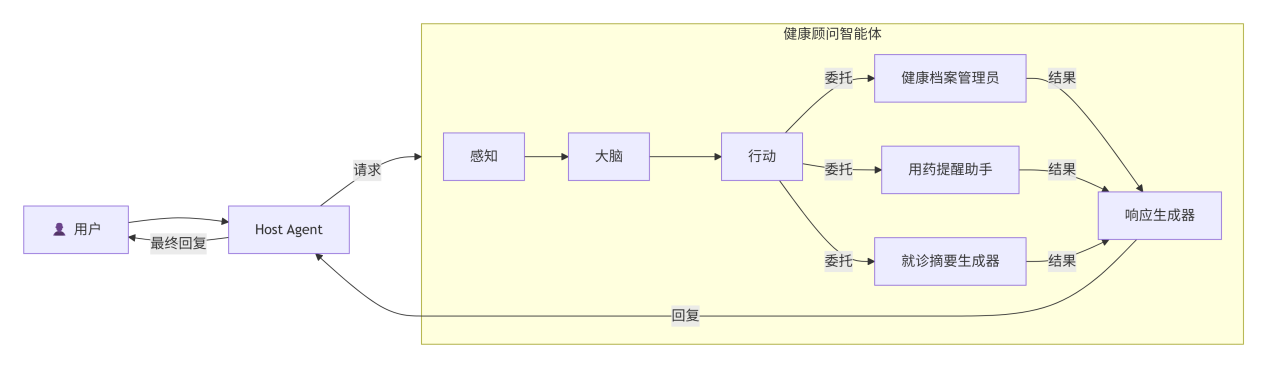 健康顾问智能体
委托
健康档案管理员
结果
请求
感知
大脑
行动
委托
用药提醒助手
结果
用户
最终回复
Host Agent
响应生成器
委托
就诊摘要生成器
结果
回复